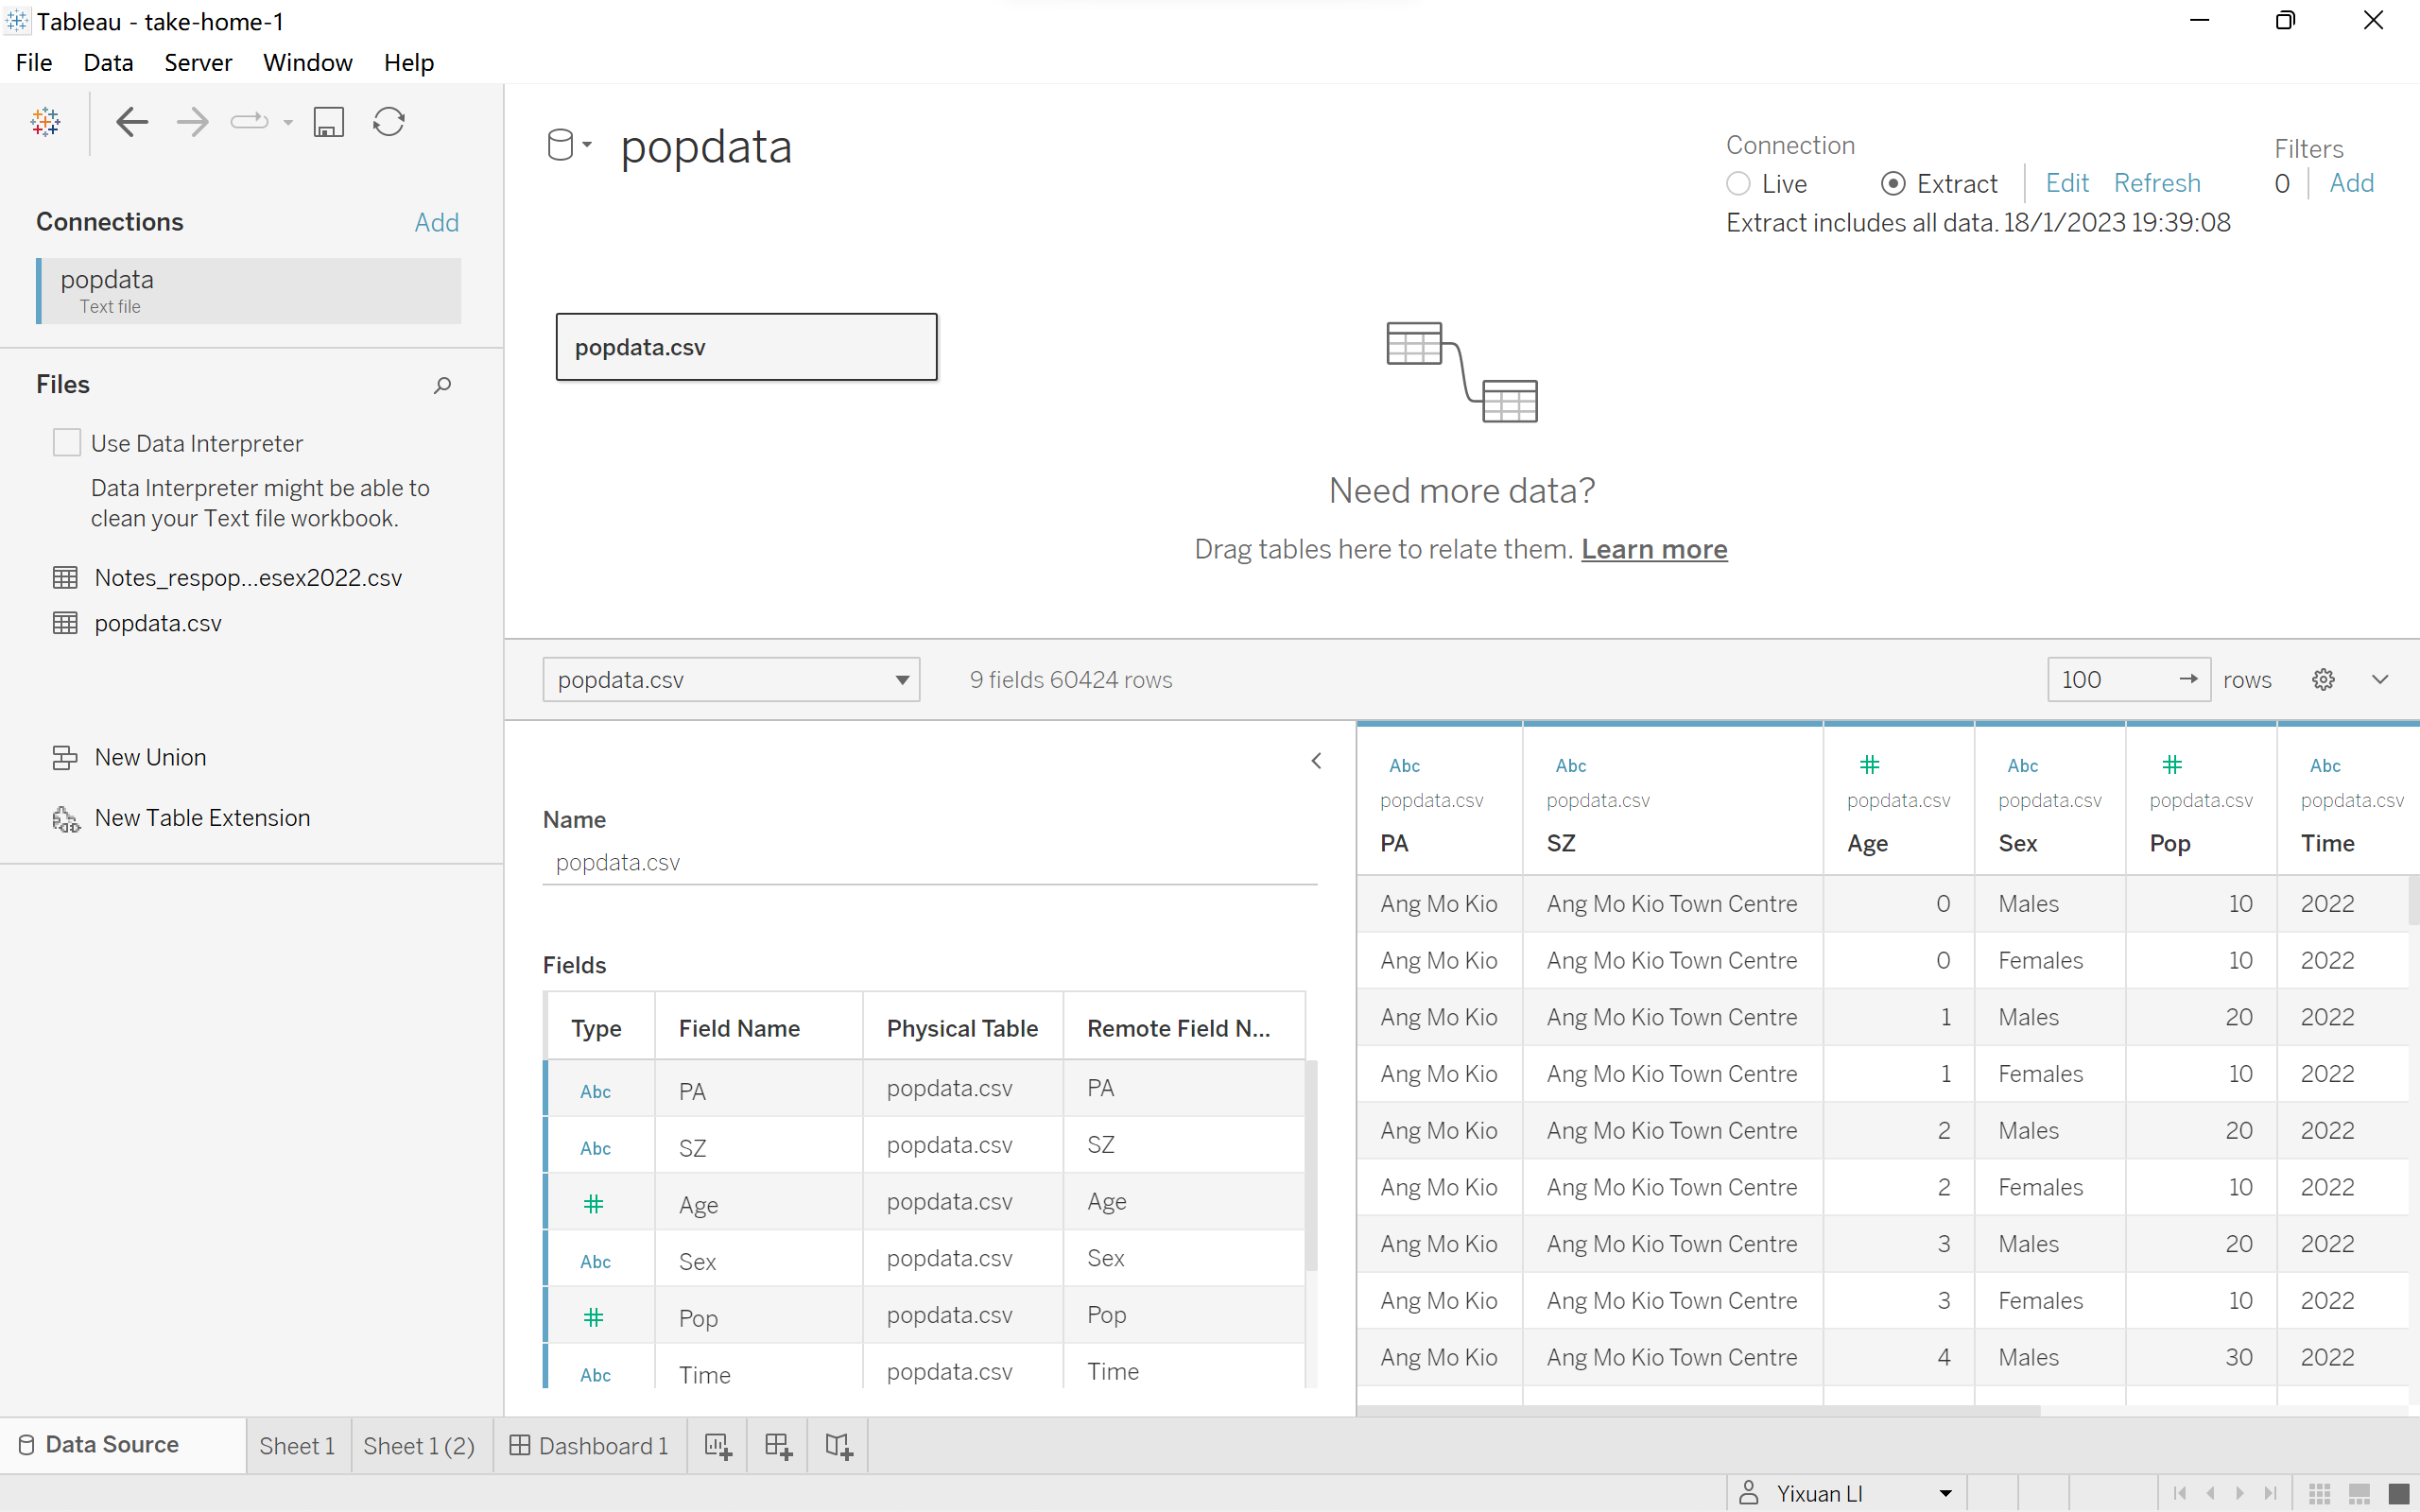 Tableau - take-home-1
File Data Server Window Help
Connections Add
popdata
Text file
Files
Use Data Interpreter
Data Interpreter might be able to
clean your Text file workbook.
Notes_respop...esex2022.csv
popdata.csv
New Union
New Table Extension
popdata
Connection
Live Extract Edit Refresh
Extract includes all data. 18/1/2023 19:39:08
Filters
0 Add
popdata.csv
Need more data?
Drag tables here to relate them. Learn more
popdata.csv 9 fields 60424 rows 100 rows
Name
popdata.csv
Fields
Type Field Name Physical Table Remote Field N...
Abc PA popdata.csv PA
Abc SZ popdata.csv SZ
# Age popdata.csv Age
Abc Sex popdata.csv Sex
# Pop popdata.csv Pop
Abc Time popdata.csv Time
Abc Abc # Abc # Abc
popdata.csv popdata.csv popdata.csv popdata.csv popdata.csv popdata.csv
PA SZ Age Sex Pop Time
Ang Mo Kio Ang Mo Kio Town Centre 0 Males 10 2022
Ang Mo Kio Ang Mo Kio Town Centre 0 Females 10 2022
Ang Mo Kio Ang Mo Kio Town Centre 1 Males 20 2022
Ang Mo Kio Ang Mo Kio Town Centre 1 Females 10 2022
Ang Mo Kio Ang Mo Kio Town Centre 2 Males 20 2022
Ang Mo Kio Ang Mo Kio Town Centre 2 Females 10 2022
Ang Mo Kio Ang Mo Kio Town Centre 3 Males 20 2022
Ang Mo Kio Ang Mo Kio Town Centre 3 Females 10 2022
Ang Mo Kio Ang Mo Kio Town Centre 4 Males 30 2022
Data Source Sheet 1 Sheet 1 (2) Dashboard 1
Yixuan LI